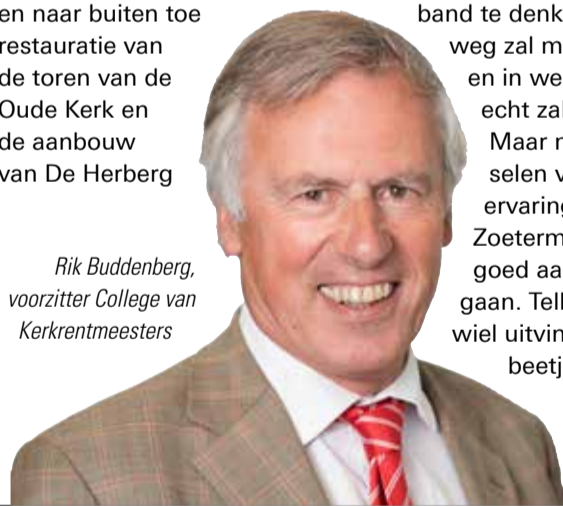 en naar buiten toe
restauratie van
de toren van de
Oude Kerk en
de aanbouw
van De Herberg
Rik Buddenberg,
voorzitter College van
Kerkrentmeesters
band te denk
weg zal m
en in we
echt zal
Maar n
selen v
ervaring
Zoeterm
goed aa
gaan. Tell
wiel uitvin
beetj